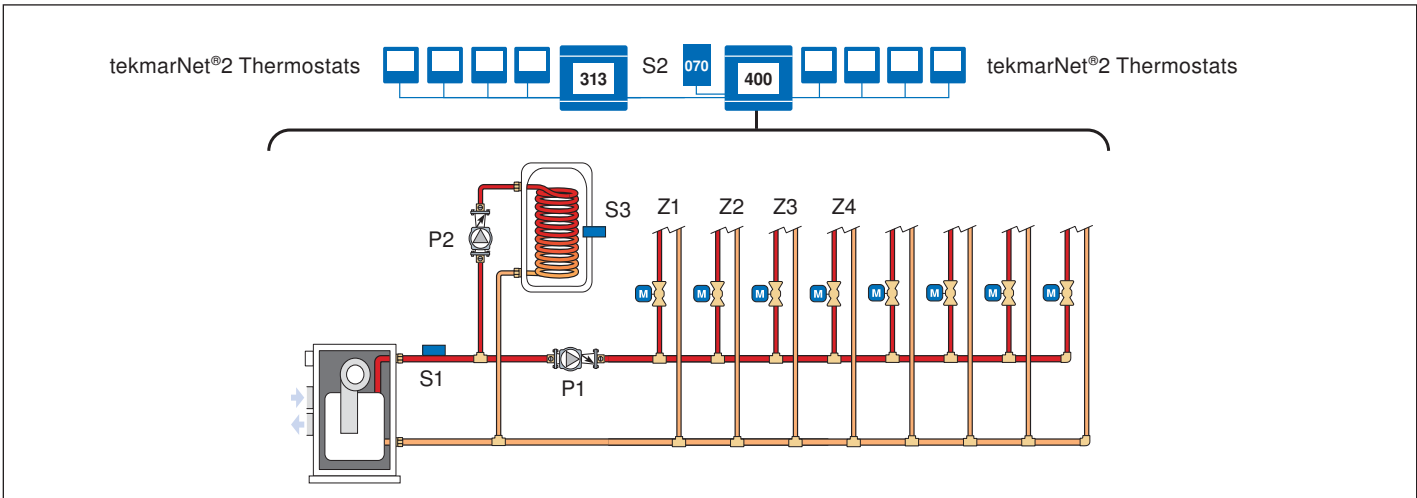 tekmarNet®2 Thermostats
313
S2
070
400
tekmarNet®2 Thermostats
S3
Z1
Z2
Z3
Z4
P2
M
M
M
M
M
M
M
M
S1
P1